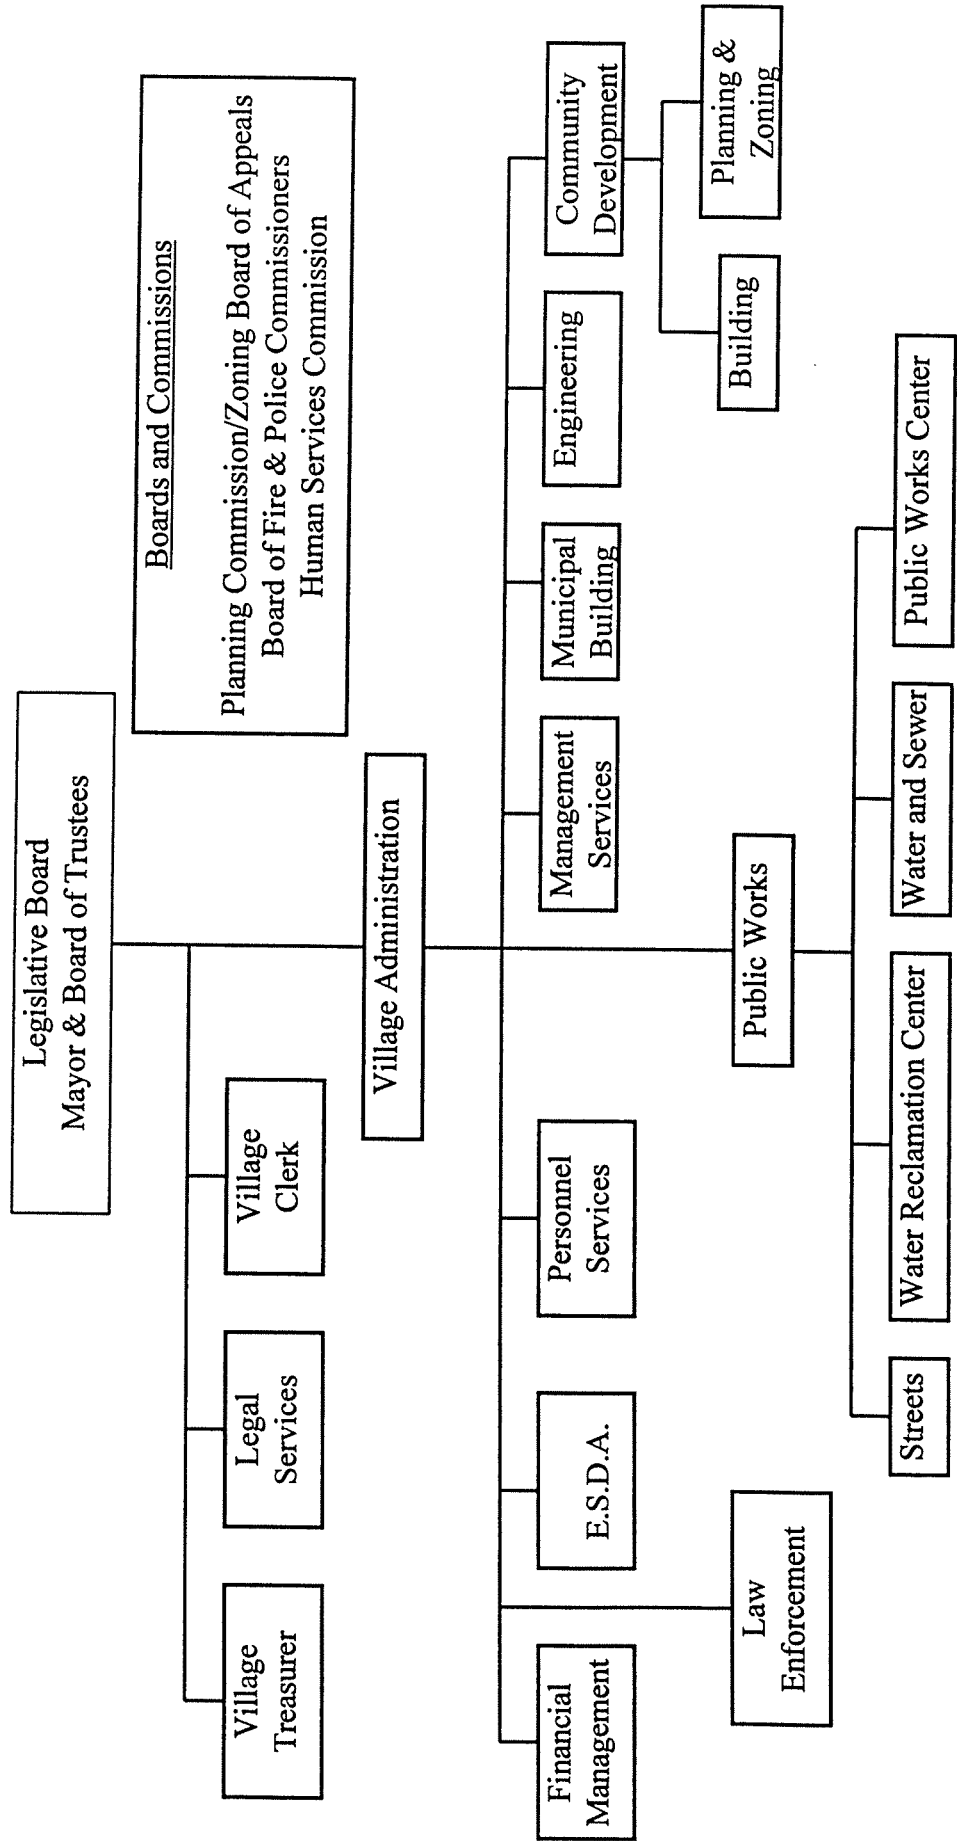 Legislative Board
Mayor & Board of Trustees
Boards and Commissions
Planning Commission/Zoning Board of Appeals
Board of Fire & Police Commissioners
Human Services Commission
Village
Treasurer
Legal
Services
Village
Clerk
Village Administration
Financial
Management
E.S.D.A.
Personnel
Services
Management
Services
Municipal
Building
Engineering
Community
Development
Law
Enforcement
Public Works
Building
Planning &
Zoning
Streets
Water Reclamation Center
Water and Sewer
Public Works Center